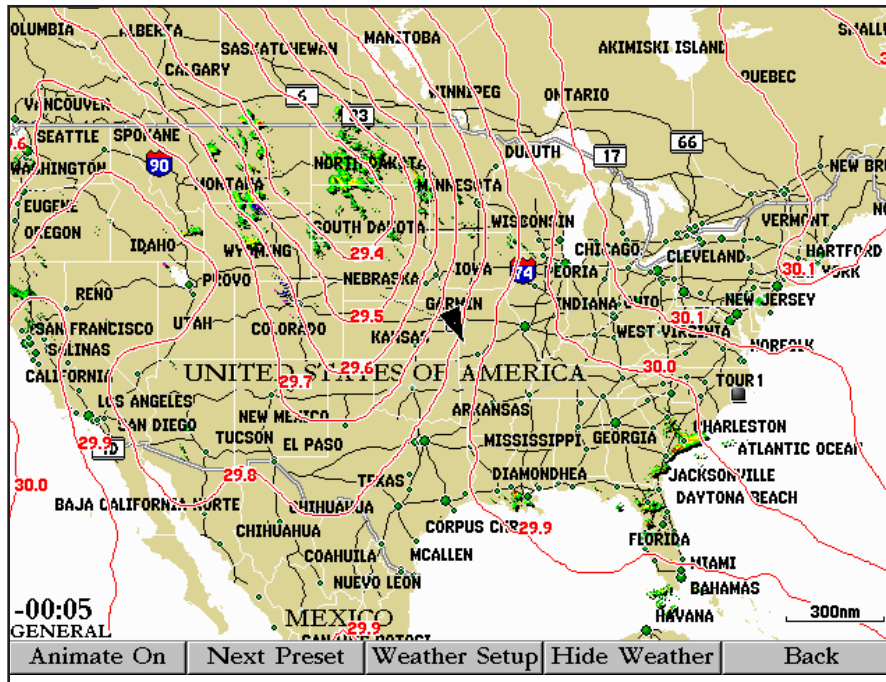 OLUMBIA
ALBERTA
SASKATCHEWAN
MANITOBA
AKIMISKI ISLAND
SMALLW
CALGARY
QUEBEC
VANCOUVER
6
WINNIPEG
ONTARIO
33
SEATTLE
SPOKANE
66
9.6
WASHINGTON
90
NORTH DAKOTA
DULUTH
17
NEW BRU
MONTANA
MINNESOTA
EUGENE
OREGON
SOUTH DAKOTA
WISCONSIN
VERMONT
IDAHO
WYOMING
29.4
CHICAGO
CLEVELAND
HARTFORD
PROVO
NEBRASKA
IOWA
74
EORIA
30.1
YORK
RENO
GARMIN
INDIANA
OHIO
NEW JERSEY
UTAH
COLORADO
29.5
30.1
SAN FRANCISCO
KANSAS
WEST VIRGINIA
NORFOLK
SALINAS
29.6
30.0
CALIFORNIA
29.7
UNITED STATES OF AMERICA
TOUR1
LOS ANGELES
NEW MEXICO
ARKANSAS
SAN DIEGO
CHARLESTON
29.9
TUCSON
EL PASO
MISSISSIPPI
GEORGIA
ATLANTIC OCEAN
30.0
29.8
TEXAS
DIAMONDHEA
JACKSONVILLE
BAJA CALIFORNIA NORTE
CHIHUAHUA
DAYTONA BEACH
CHIHUAHUA
CORPUS CHR
29.9
FLORIDA
COAHUILA
MCALLEN
MIAMI
NUEVO LEON
BAHAMAS
-00:05
MEXICO
HAVANA
300nm
GENERAL
29.9
Animate On
Next Preset
Weather Setup
Hide Weather
Back